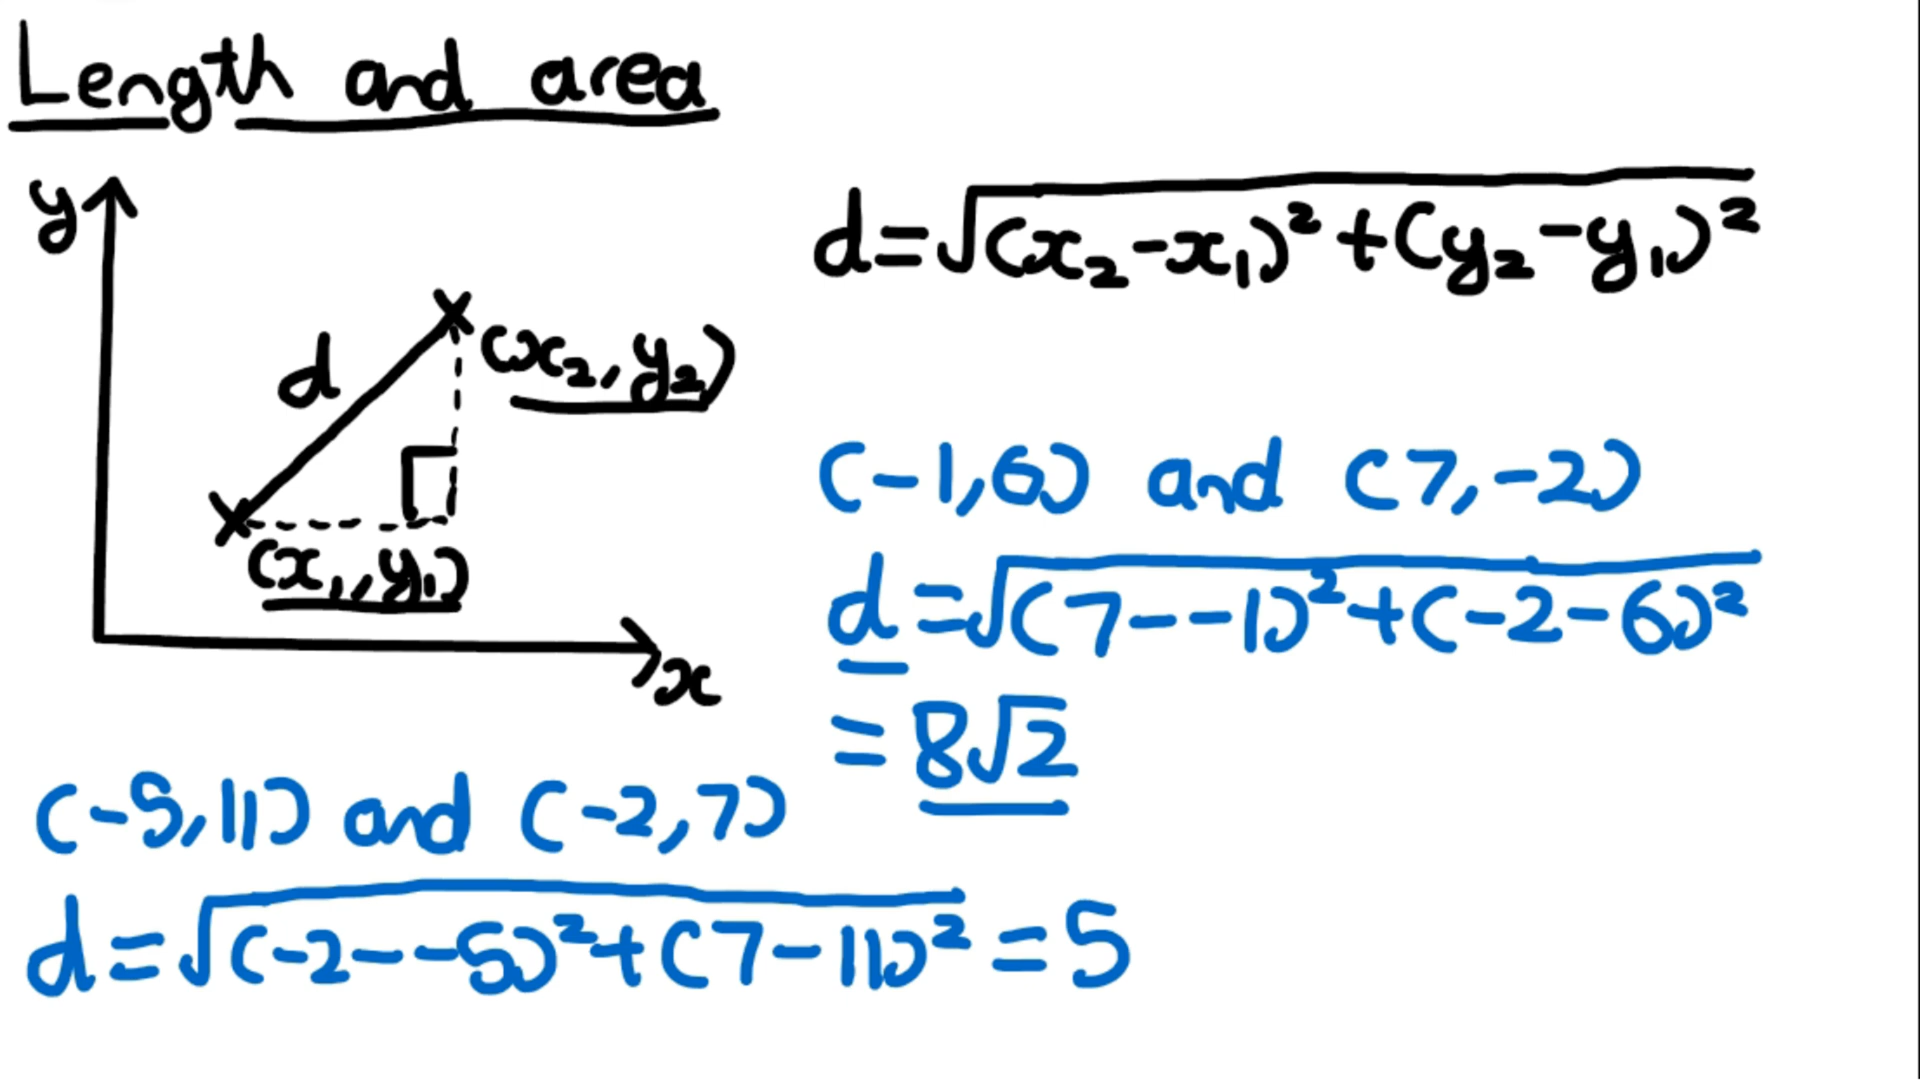 Length and area
y
d
(x₂,y₂)
(x₁,y₁)
x
d=√(x₂-x₁)²+(y₂-y₁)²
(-1,6) and (7,-2)
d=√(7--1)²+(-2-6)²
=8√2
(-5,11) and (-2,7)
d=√(-2--5)²+(7-11)²=5